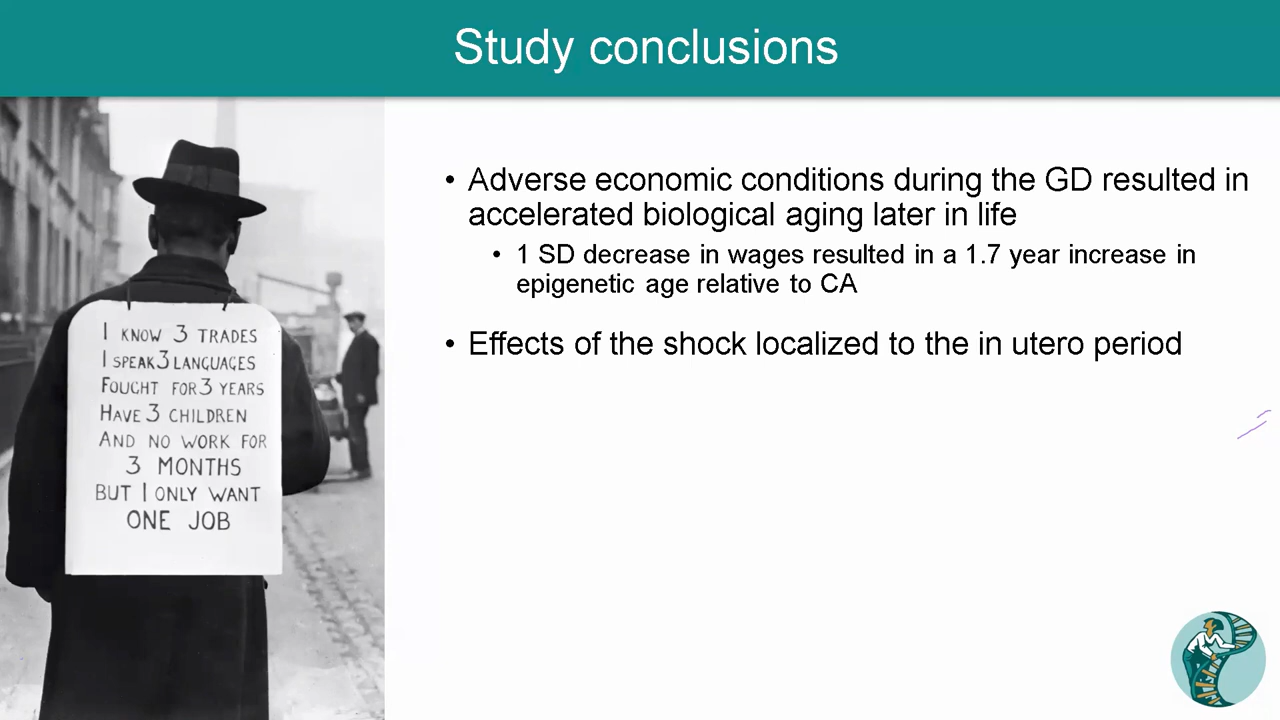 Study conclusions
I KNOW 3 TRADES
I SPEAK 3 LANGUAGES
FOUGHT FOR 3 YEARS
HAVE 3 CHILDREN
AND NO WORK FOR
3 MONTHS
BUT I ONLY WANT
ONE JOB
• Adverse economic conditions during the GD resulted in
accelerated biological aging later in life
• 1 SD decrease in wages resulted in a 1.7 year increase in
epigenetic age relative to CA
• Effects of the shock localized to the in utero period